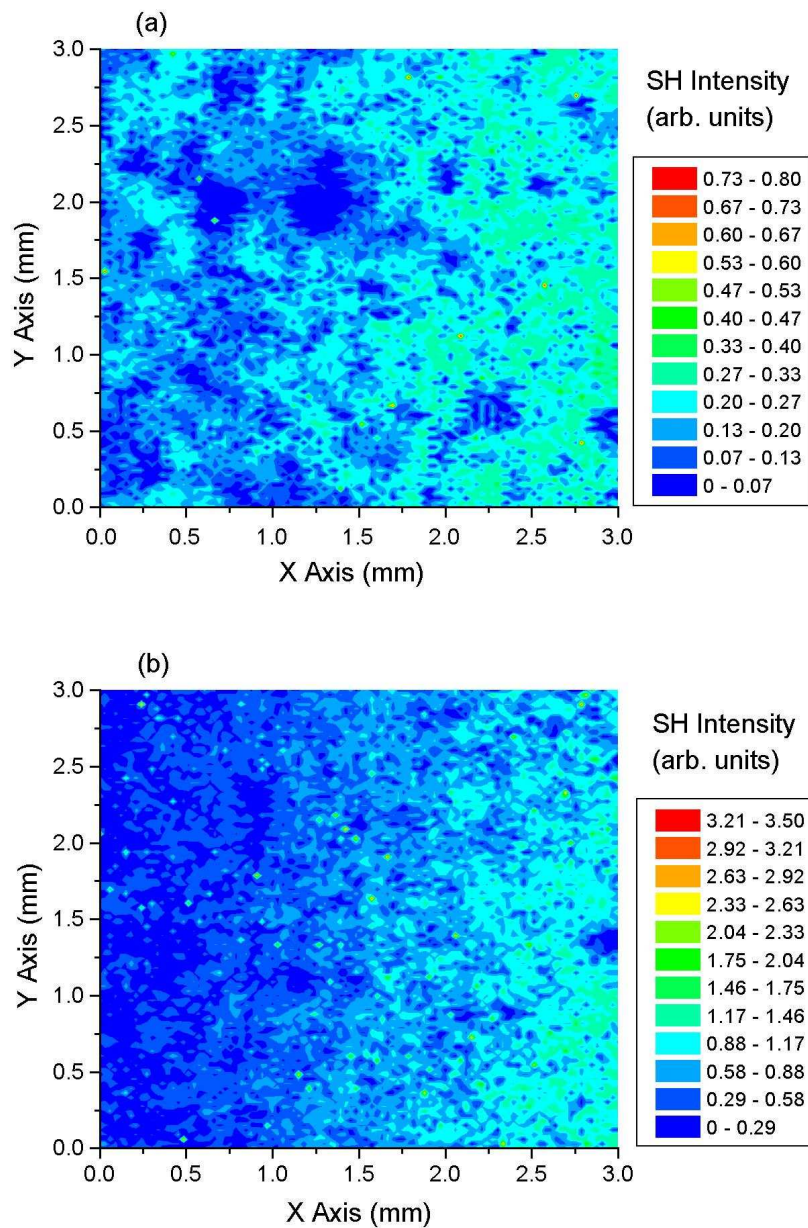 (a)
SH Intensity
(arb. units)
3.0
2.5
2.0
1.5
1.0
0.5
0.0
Y Axis (mm)
0.0 0.5 1.0 1.5 2.0 2.5 3.0
X Axis (mm)
0.73 - 0.80
0.67 - 0.73
0.60 - 0.67
0.53 - 0.60
0.47 - 0.53
0.40 - 0.47
0.33 - 0.40
0.27 - 0.33
0.20 - 0.27
0.13 - 0.20
0.07 - 0.13
0 - 0.07
(b)
SH Intensity
(arb. units)
3.0
2.5
2.0
1.5
1.0
0.5
0.0
Y Axis (mm)
0.0 0.5 1.0 1.5 2.0 2.5 3.0
X Axis (mm)
3.21 - 3.50
2.92 - 3.21
2.63 - 2.92
2.33 - 2.63
2.04 - 2.33
1.75 - 2.04
1.46 - 1.75
1.17 - 1.46
0.88 - 1.17
0.58 - 0.88
0.29 - 0.58
0 - 0.29